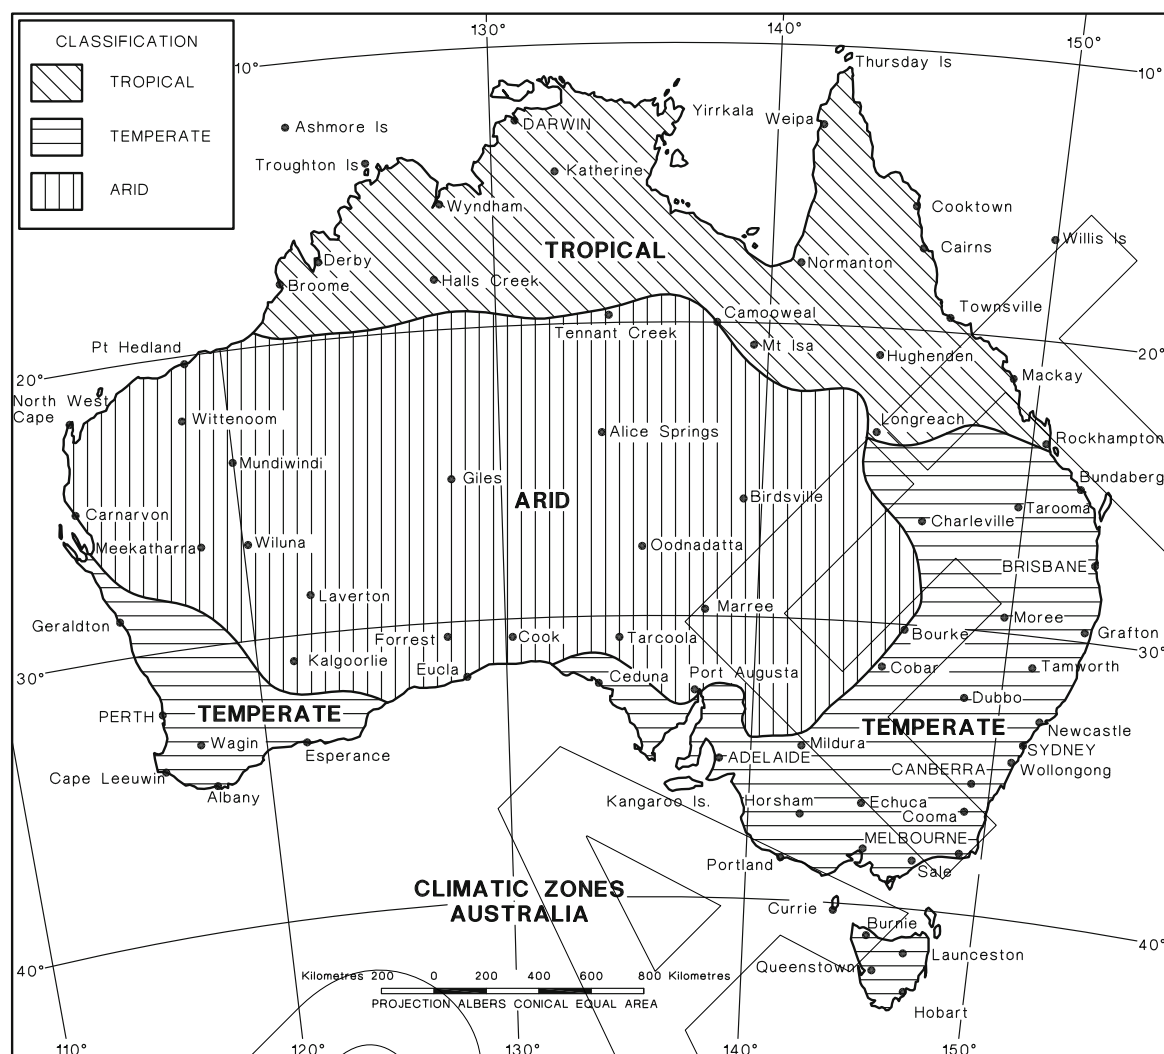 CLASSIFICATION
TROPICAL
TEMPERATE
ARID
130°
140°
150°
10°
10°
Thursday Is
Yirrkala
Weipa
Ashmore Is
DARWIN
Troughton Is
Katherine
Wyndham
Cooktown
TROPICAL
Willis Is
Cairns
Derby
Normanton
Halls Creek
Broome
Townsville
Camooweal
Tennant Creek
Pt Hedland
Mt Isa
Hughenden
20°
20°
Mackay
North West
Cape
Wittenoom
Longreach
Alice Springs
Rockhampton
Mundiwindi
Bundaberg
Giles
ARID
Birdsville
Tarooma
Carnarvon
Charleville
Meekatharra
Wiluna
Oodnadatta
BRISBANE
Laverton
Marree
Moree
Geraldton
Forrest
Cook
Tarcoola
Bourke
Grafton
30°
Kalgoorlie
Eucla
Ceduna
Port Augusta
Cobar
Tamworth
30°
Dubbo
PERTH
TEMPERATE
TEMPERATE
Newcastle
Wagin
Esperance
Mildura
SYDNEY
ADELAIDE
CANBERRA
Wollongong
Cape Leeuwin
Albany
Kangaroo Is.
Horsham
Echuca
Cooma
MELBOURNE
Portland
Sale
CLIMATIC ZONES
AUSTRALIA
Currie
Burnie
40°
Launceston
Queenstown
40°
Kilometres 200 0 200 400 600 800 Kilometres
PROJECTION ALBERS CONICAL EQUAL AREA
Hobart
110°
120°
130°
140°
150°